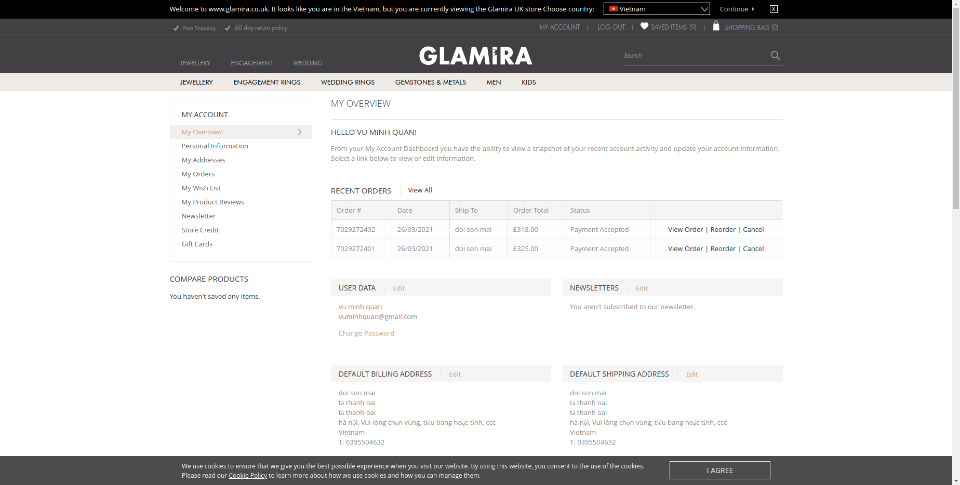 Welcome to www.glamira.co.uk. It looks like you are in the Vietnam, but you are currently viewing the Glamira UK store Choose country: Vietnam Continue
Free Shipping 60 day return policy MY ACCOUNT | LOG OUT | SAVED ITEMS (0) | SHOPPING BAG (0)
JEWELLERY ENGAGEMENT WEDDING GLAMIRA Search
JEWELLERY ENGAGEMENT RINGS WEDDING RINGS GEMSTONES & METALS MEN KIDS
MY ACCOUNT
My Overview
Personal Information
My Addresses
My Orders
My Wish List
My Product Reviews
Newsletter
Store Credit
Gift Cards
COMPARE PRODUCTS
You haven't saved any items.
MY OVERVIEW
HELLO VU MINH QUAN!
From your My Account Dashboard you have the ability to view a snapshot of your recent account activity and update your account information.
Select a link below to view or edit information.
RECENT ORDERS | View All
Order # Date Ship To Order Total Status
7029272402 26/03/2021 doi son mai £318.00 Payment Accepted View Order | Reorder | Cancel
7029272401 26/03/2021 doi son mai £325.00 Payment Accepted View Order | Reorder | Cancel
USER DATA | Edit
vu minh quan
vuminhquan@gmail.com
Change Password
NEWSLETTERS | Edit
You aren't subscribed to our newsletter.
DEFAULT BILLING ADDRESS | Edit
doi son mai
tả thanh oai
tả thanh oai
hà nội, Vui lòng chọn vùng, tiểu bang hoặc tỉnh, ccc
Vietnam
T: 0395504632
DEFAULT SHIPPING ADDRESS | Edit
doi son mai
tả thanh oai
tả thanh oai
hà nội, Vui lòng chọn vùng, tiểu bang hoặc tỉnh, ccc
Vietnam
T: 0395504632
We use cookies to ensure that we give you the best possible experience when you visit our website. By using this website, you consent to the use of the cookies.
Please read our Cookie Policy to learn more about how we use cookies and how you can manage them.
I AGREE